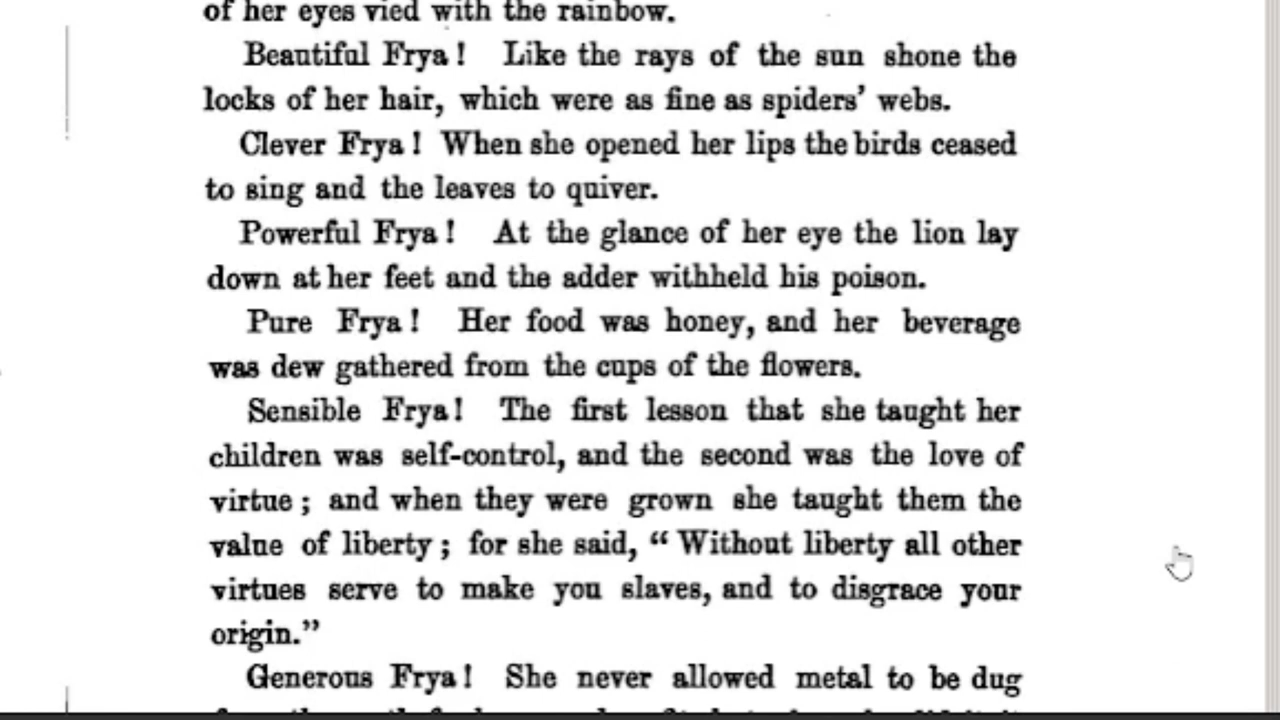 of her eyes vied with the rainbow.
Beautiful Frya! Like the rays of the sun shone the
locks of her hair, which were as fine as spiders' webs.
Clever Frya! When she opened her lips the birds ceased
to sing and the leaves to quiver.
Powerful Frya! At the glance of her eye the lion lay
down at her feet and the adder withheld his poison.
Pure Frya! Her food was honey, and her beverage
was dew gathered from the cups of the flowers.
Sensible Frya! The first lesson that she taught her
children was self-control, and the second was the love of
virtue; and when they were grown she taught them the
value of liberty; for she said, “Without liberty all other
virtues serve to make you slaves, and to disgrace your
origin.”
Generous Frya! She never allowed metal to be dug